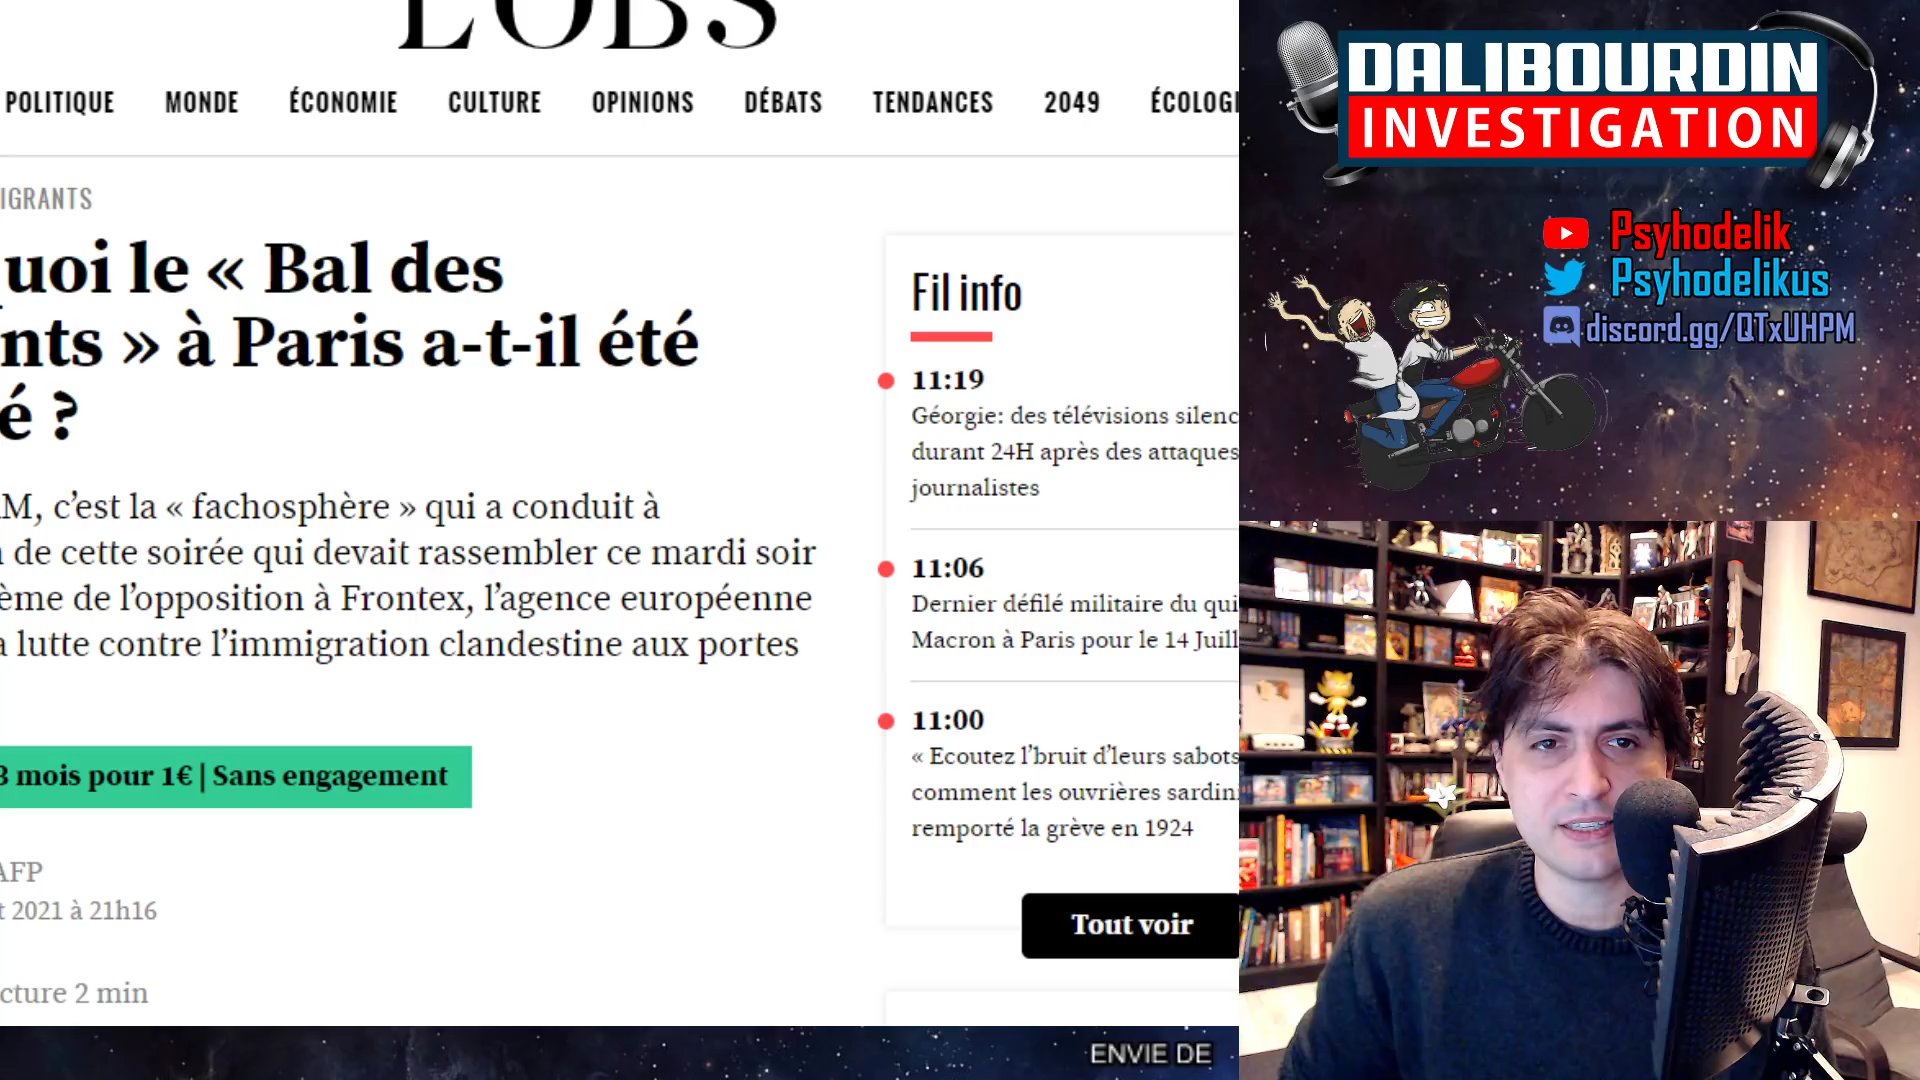 L'OBS
POLITIQUE MONDE ÉCONOMIE CULTURE OPINIONS DÉBATS TENDANCES 2049 ÉCOLOGI
IGRANTS
uoi le « Bal des
nts » à Paris a-t-il été
é ?
M, c’est la « fachosphère » qui a conduit à
de cette soirée qui devait rassembler ce mardi soir
ème de l’opposition à Frontex, l’agence européenne
a lutte contre l’immigration clandestine aux portes
3 mois pour 1€ | Sans engagement
AFP
t 2021 à 21h16
cture 2 min
Fil info
11:19
Géorgie: des télévisions silenc
durant 24H après des attaques
journalistes
11:06
Dernier défilé militaire du qui
Macron à Paris pour le 14 Juill
11:00
« Ecoutez l’bruit d’leurs sabots
comment les ouvrières sardin
remporté la grève en 1924
Tout voir
ENVIE DE
DALIBOURDIN
INVESTIGATION
Psyhodelik
Psyhodelikus
discord.gg/QTxUHPM